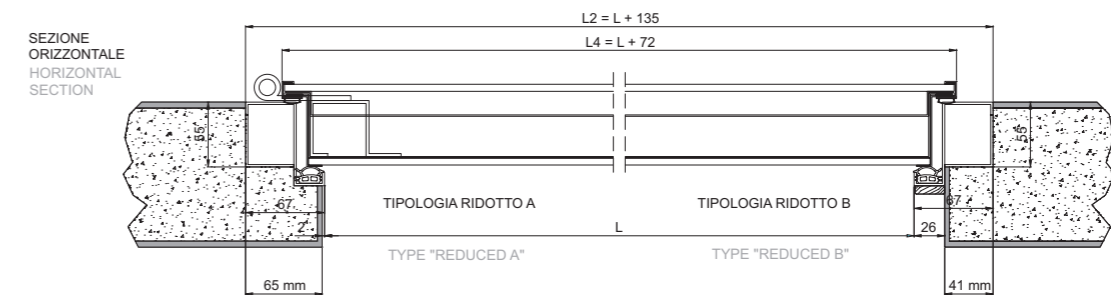 L2 = L + 135
SEZIONE
ORIZZONTALE
HORIZONTAL
SECTION
L4 = L + 72
55
55
67
TIPOLOGIA RIDOTTO A
TIPOLOGIA RIDOTTO B
67
2
L
26
TYPE "REDUCED A"
TYPE "REDUCED B"
65 mm
41 mm